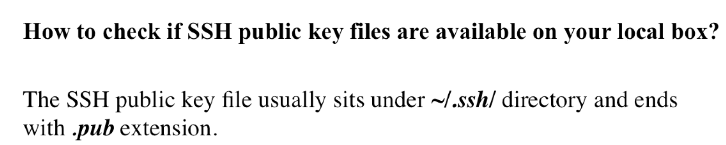 How to check if SSH public key files are available on your local box?
The SSH public key file usually sits under ~/.ssh/ directory and ends
with .pub extension.